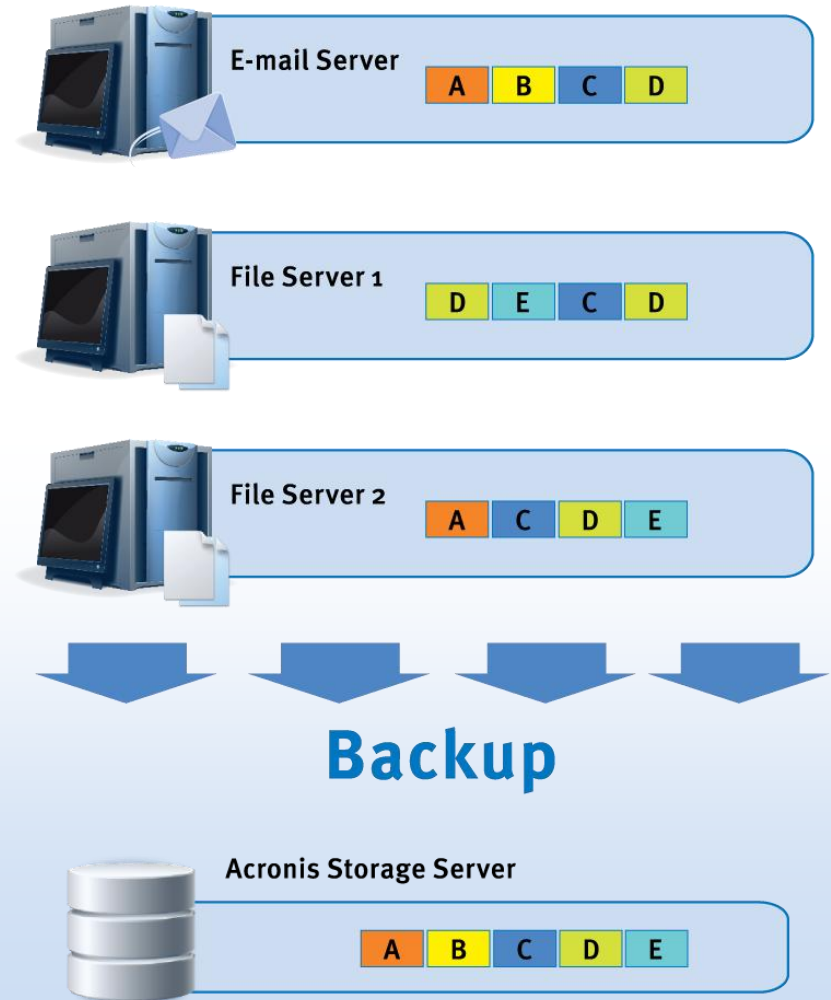 E-mail Server
A B C D
File Server 1
D E C D
File Server 2
A C D E
Backup
Acronis Storage Server
A B C D E